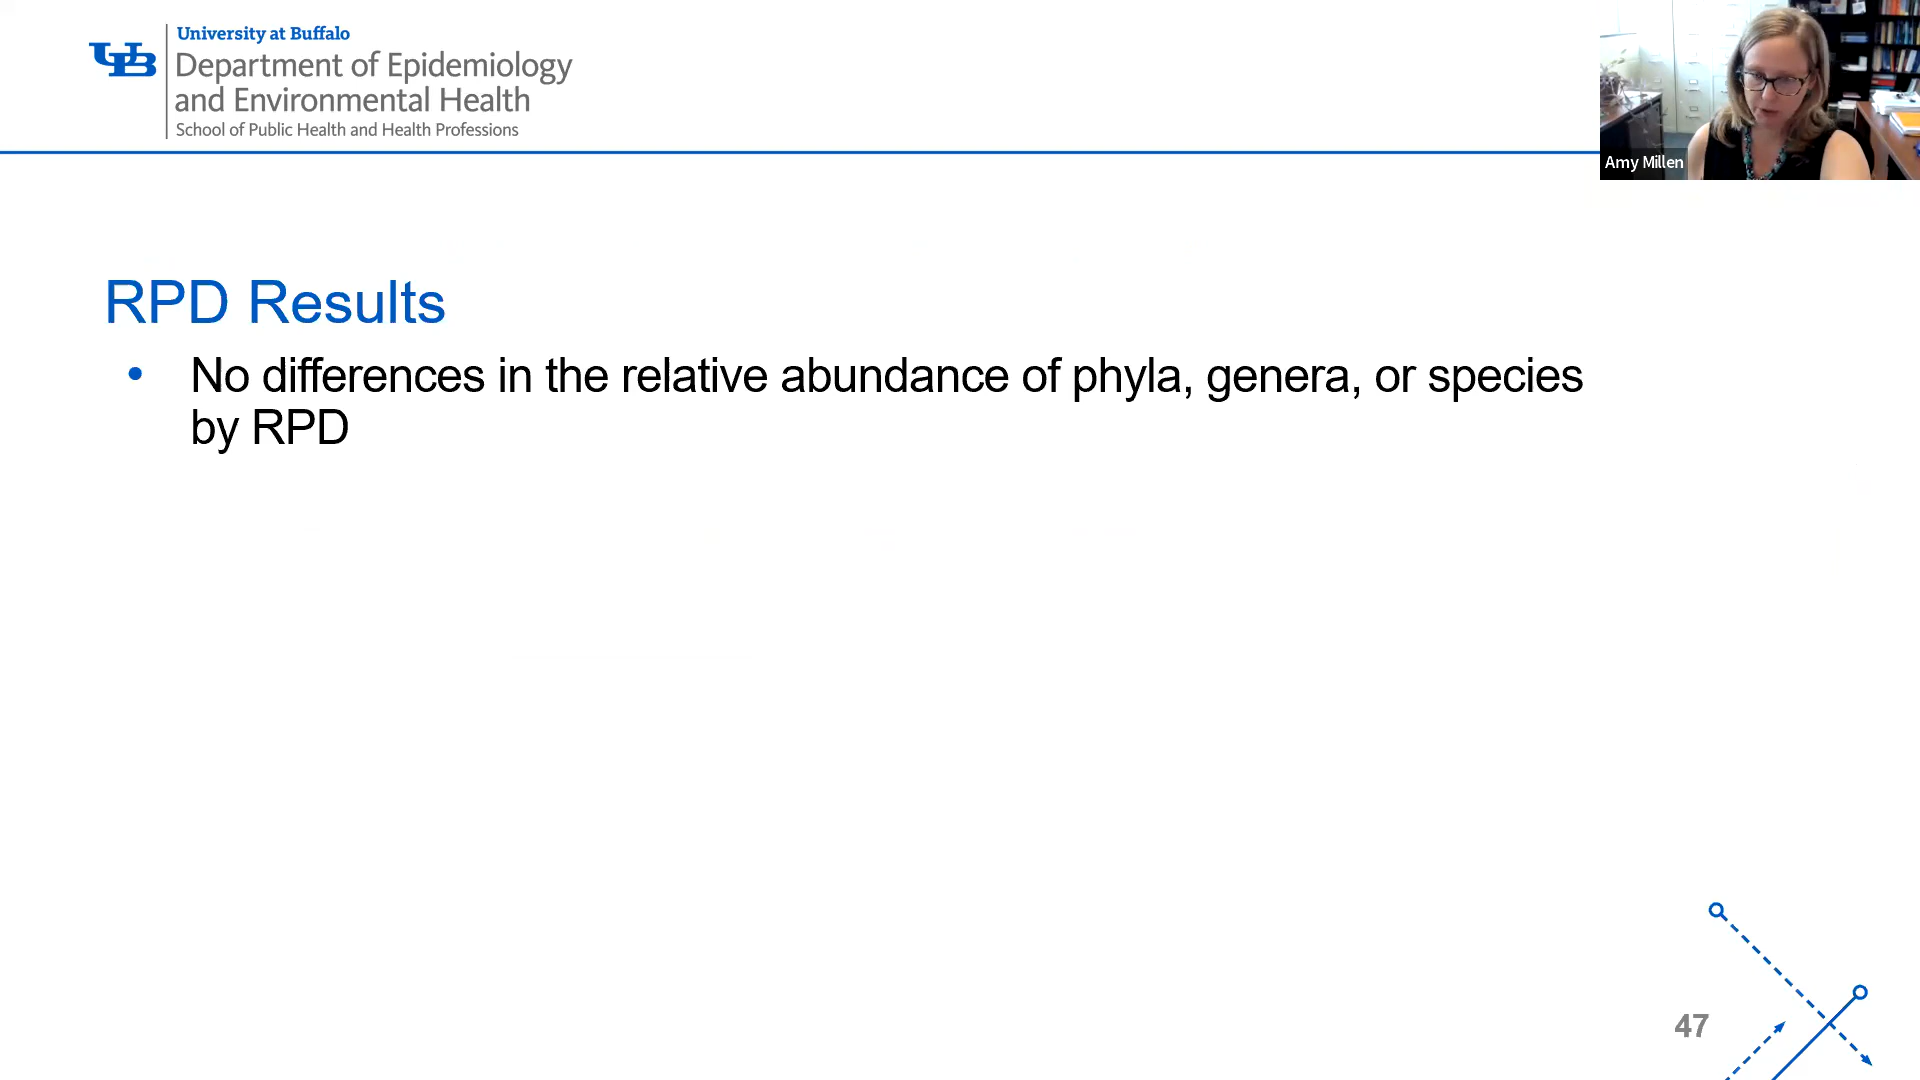 University at Buffalo
UB
Department of Epidemiology
and Environmental Health
School of Public Health and Health Professions
Amy Millen
RPD Results
• No differences in the relative abundance of phyla, genera, or species
by RPD
47